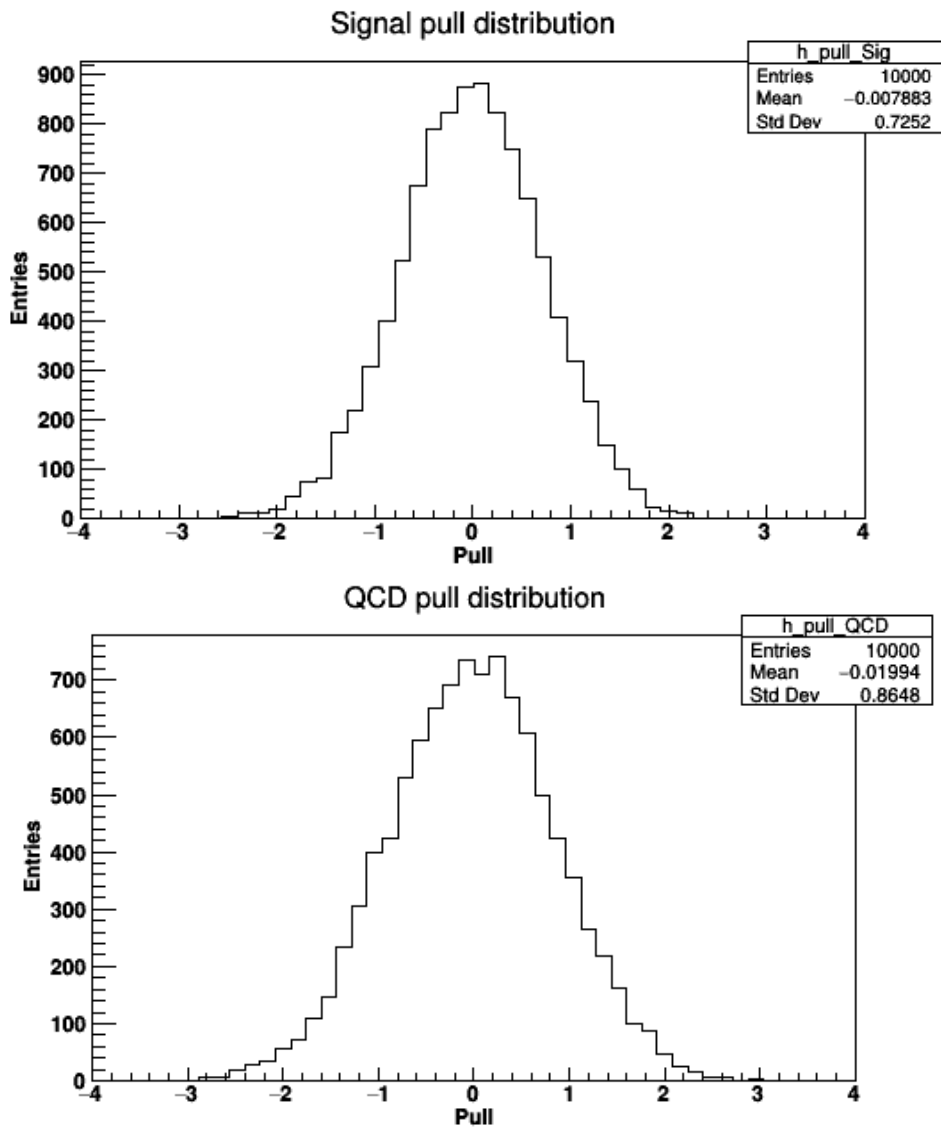 Signal pull distribution
h_pull_Sig
Entries 10000
Mean −0.007883
Std Dev 0.7252
900
800
700
600
500
400
300
200
100
0
Entries
−4 −3 −2 −1 0 1 2 3 4
Pull
QCD pull distribution
h_pull_QCD
Entries 10000
Mean −0.01994
Std Dev 0.8648
700
600
500
400
300
200
100
0
Entries
−4 −3 −2 −1 0 1 2 3 4
Pull